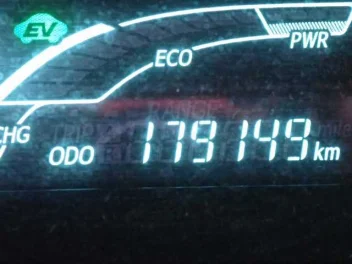 EV
PWR
ECO
CHG
ODO 179149 km